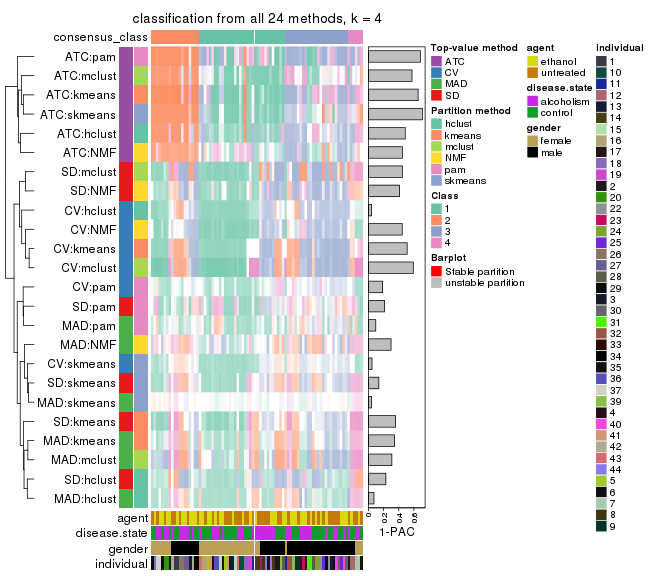 classification from all 24 methods, k = 4
consensus_class
ATC:pam
ATC:mclust
ATC:kmeans
ATC:skmeans
ATC:hclust
ATC:NMF
SD:mclust
SD:NMF
CV:hclust
CV:NMF
CV:kmeans
CV:mclust
CV:pam
SD:pam
MAD:pam
MAD:NMF
CV:skmeans
SD:skmeans
MAD:skmeans
SD:kmeans
MAD:kmeans
MAD:mclust
SD:hclust
MAD:hclust
agent
disease.state
gender
individual
0 0.2 0.4 0.6
1-PAC
Top-value method
ATC
CV
MAD
SD
Partition method
hclust
kmeans
mclust
NMF
pam
skmeans
Class
1
2
3
4
Barplot
Stable partition
unstable partition
agent
ethanol
untreated
disease.state
alcoholism
control
gender
female
male
individual
1
10
11
12
13
14
15
16
17
18
19
2
20
22
23
24
25
26
27
28
29
3
30
31
32
33
34
35
36
37
39
4
40
41
42
43
44
5
6
7
8
9